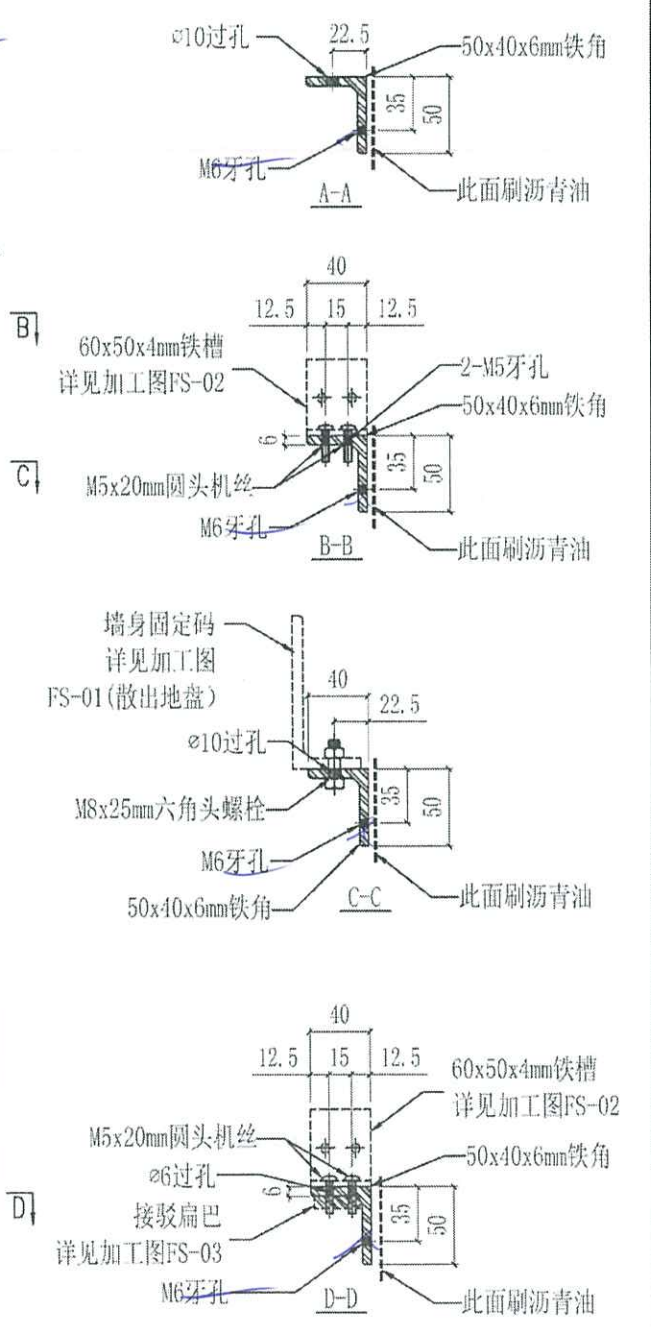 ø10过孔
22.5
50x40x6mm铁角
35
50
M6牙孔
此面刷沥青油
A-A
40
12.5
15
12.5
B
60x50x4mm铁槽
详见加工图FS-02
2-M5牙孔
50x40x6mm铁角
6
35
50
C
M5x20mm圆头机丝
M6牙孔
此面刷沥青油
B-B
墙身固定码
详见加工图
FS-01(散出地盘)
40
22.5
ø10过孔
35
50
M8x25mm六角头螺栓
M6牙孔
50x40x6mm铁角
此面刷沥青油
C-C
40
12.5
15
12.5
60x50x4mm铁槽
详见加工图FS-02
M5x20mm圆头机丝
50x40x6mm铁角
ø6过孔
6
35
50
D
接驳扁巴
详见加工图FS-03
M6牙孔
此面刷沥青油
D-D